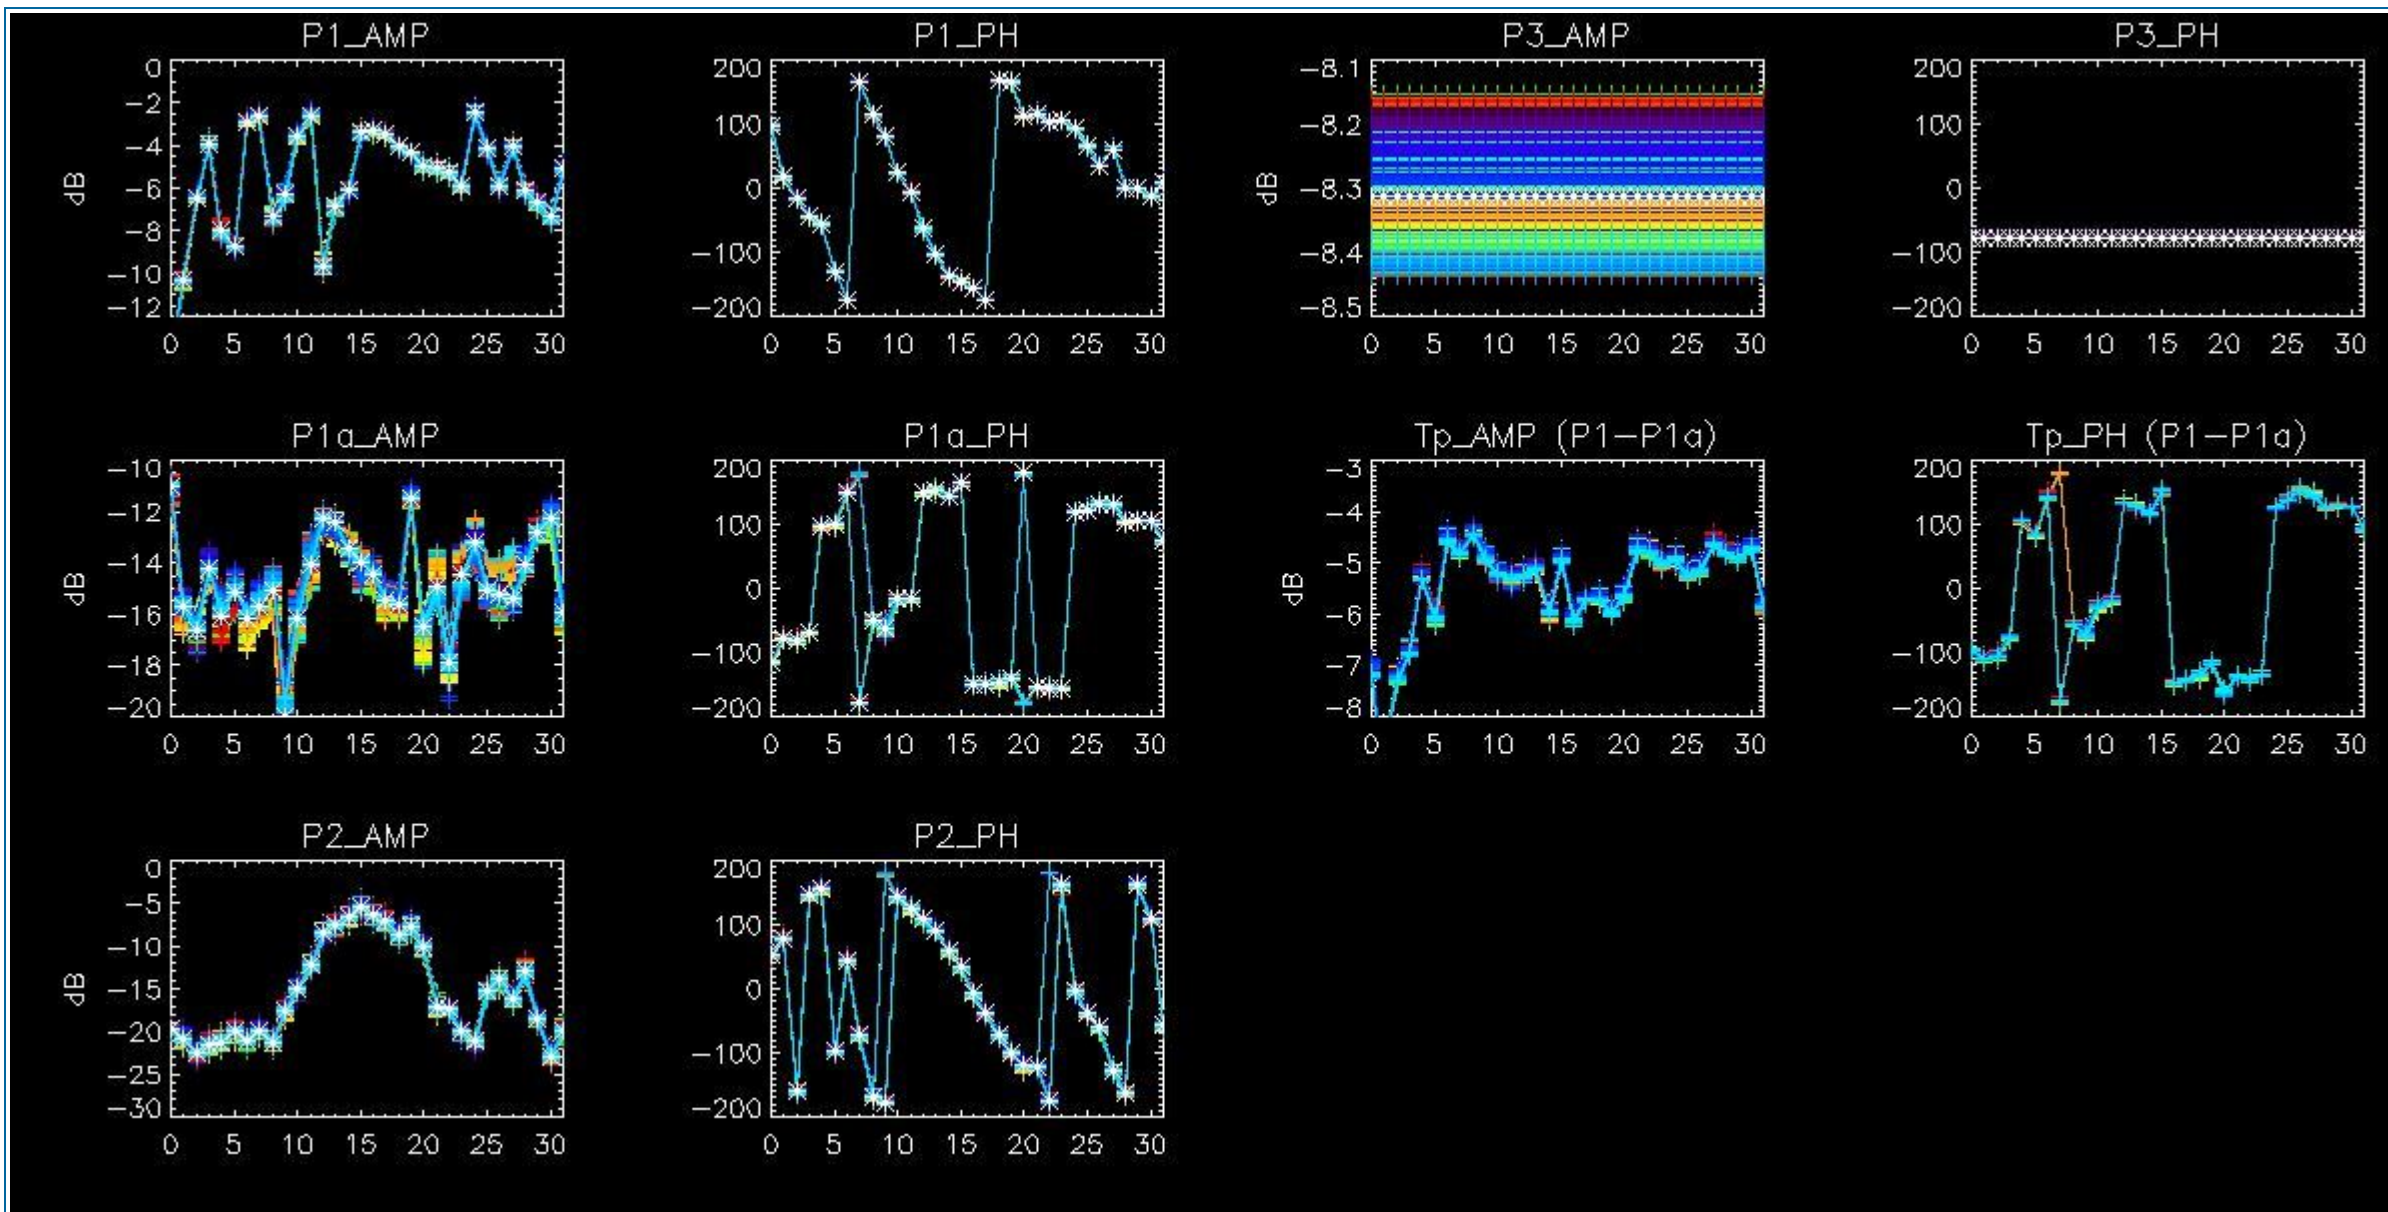 P1_AMP
0
−2
−4
−6
−8
−10
−12
dB
0 5 10 15 20 25 30
P1_PH
200
100
0
−100
−200
0 5 10 15 20 25 30
P3_AMP
−8.1
−8.2
−8.3
−8.4
−8.5
dB
0 5 10 15 20 25 30
P3_PH
200
100
0
−100
−200
0 5 10 15 20 25 30
P1a_AMP
−10
−12
−14
−16
−18
−20
dB
0 5 10 15 20 25 30
P1a_PH
200
100
0
−100
−200
0 5 10 15 20 25 30
Tp_AMP (P1−P1a)
−3
−4
−5
−6
−7
−8
dB
0 5 10 15 20 25 30
Tp_PH (P1−P1a)
200
100
0
−100
−200
0 5 10 15 20 25 30
P2_AMP
0
−5
−10
−15
−20
−25
−30
dB
0 5 10 15 20 25 30
P2_PH
200
100
0
−100
−200
0 5 10 15 20 25 30